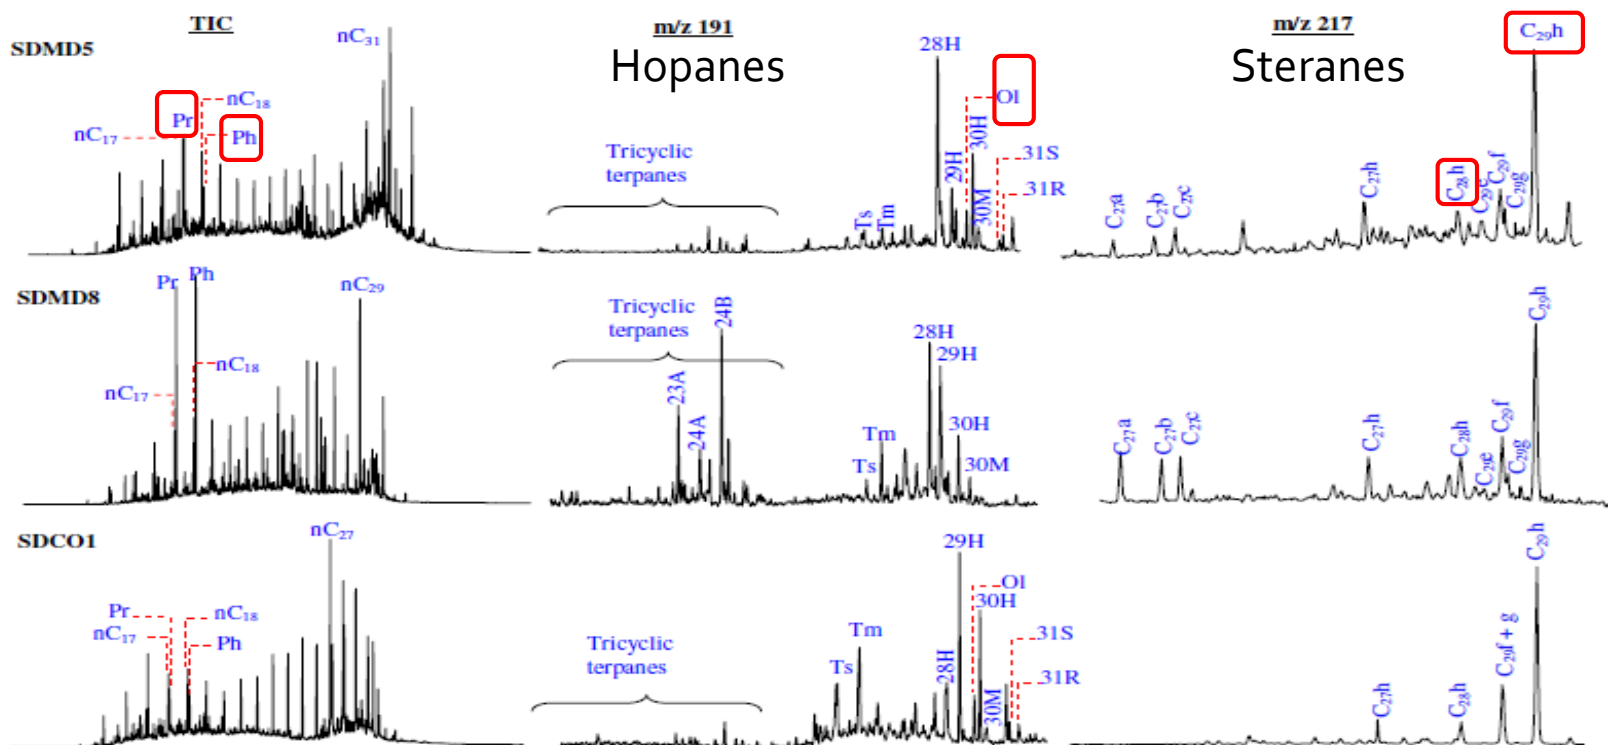 TIC
m/z 191
m/z 217
Hopanes
Steranes
SDMD5
nC₁₇
Pr
nC₁₈
Ph
nC₃₁
Tricyclic
terpanes
Ts
Tm
28H
29H
Ol
30H
30M
31S
31R
C₂₇a
C₂₇b
C₂₇c
C₂₇h
C₂₈h
C₂₉e
C₂₉f
C₂₉g
C₂₉h
SDMD8
nC₁₇
Pr
Ph
nC₁₈
nC₂₉
Tricyclic
terpanes
23A
24A
24B
Ts
Tm
28H
29H
30H
30M
C₂₇a
C₂₇b
C₂₇c
C₂₇h
C₂₈h
C₂₉e
C₂₉f
C₂₉g
C₂₉h
SDCO1
Pr
nC₁₇
nC₁₈
Ph
nC₂₇
Tricyclic
terpanes
Ts
Tm
28H
29H
Ol
30H
30M
31S
31R
C₂₇h
C₂₈h
C₂₉f + g
C₂₉h